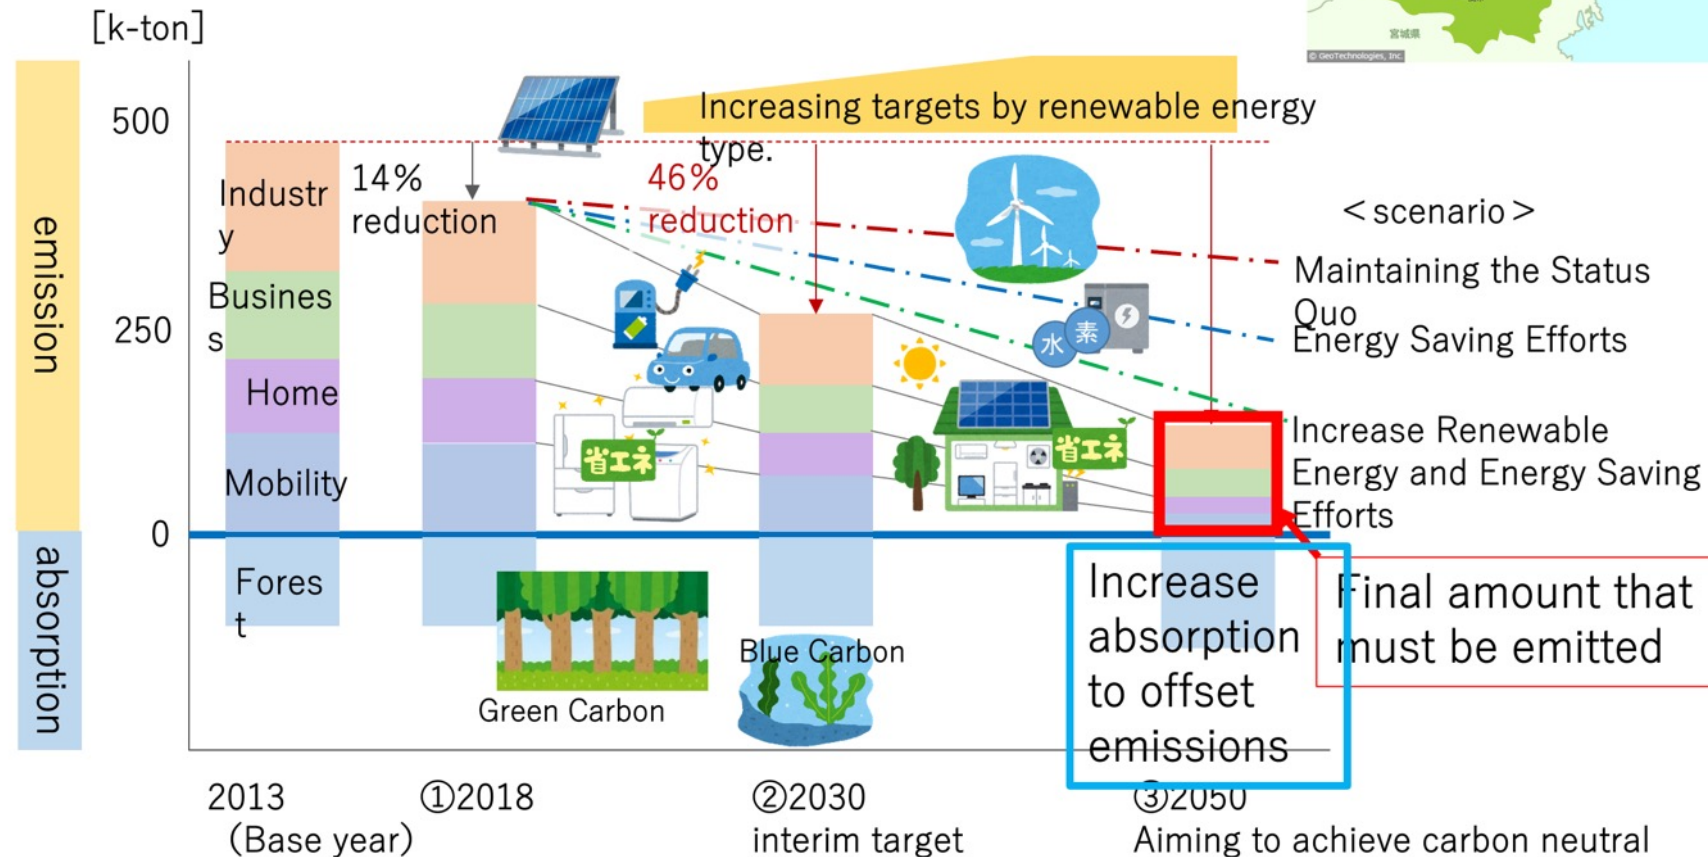 [k-ton]
宮城県
© GeoTechnologies, Inc.
500
250
0
emission
absorption
Increasing targets by renewable energy
type.
14%
reduction
46%
reduction
Industr
y
Busines
s
Home
Mobility
Fores
t
省エネ
水
素
省エネ
＜scenario＞
Maintaining the Status
Quo
Energy Saving Efforts
Increase Renewable
Energy and Energy Saving
Efforts
Final amount that
must be emitted
Increase
absorption
to offset
emissions
Green Carbon
Blue Carbon
2013
(Base year)
①2018
②2030
interim target
③2050
Aiming to achieve carbon neutral